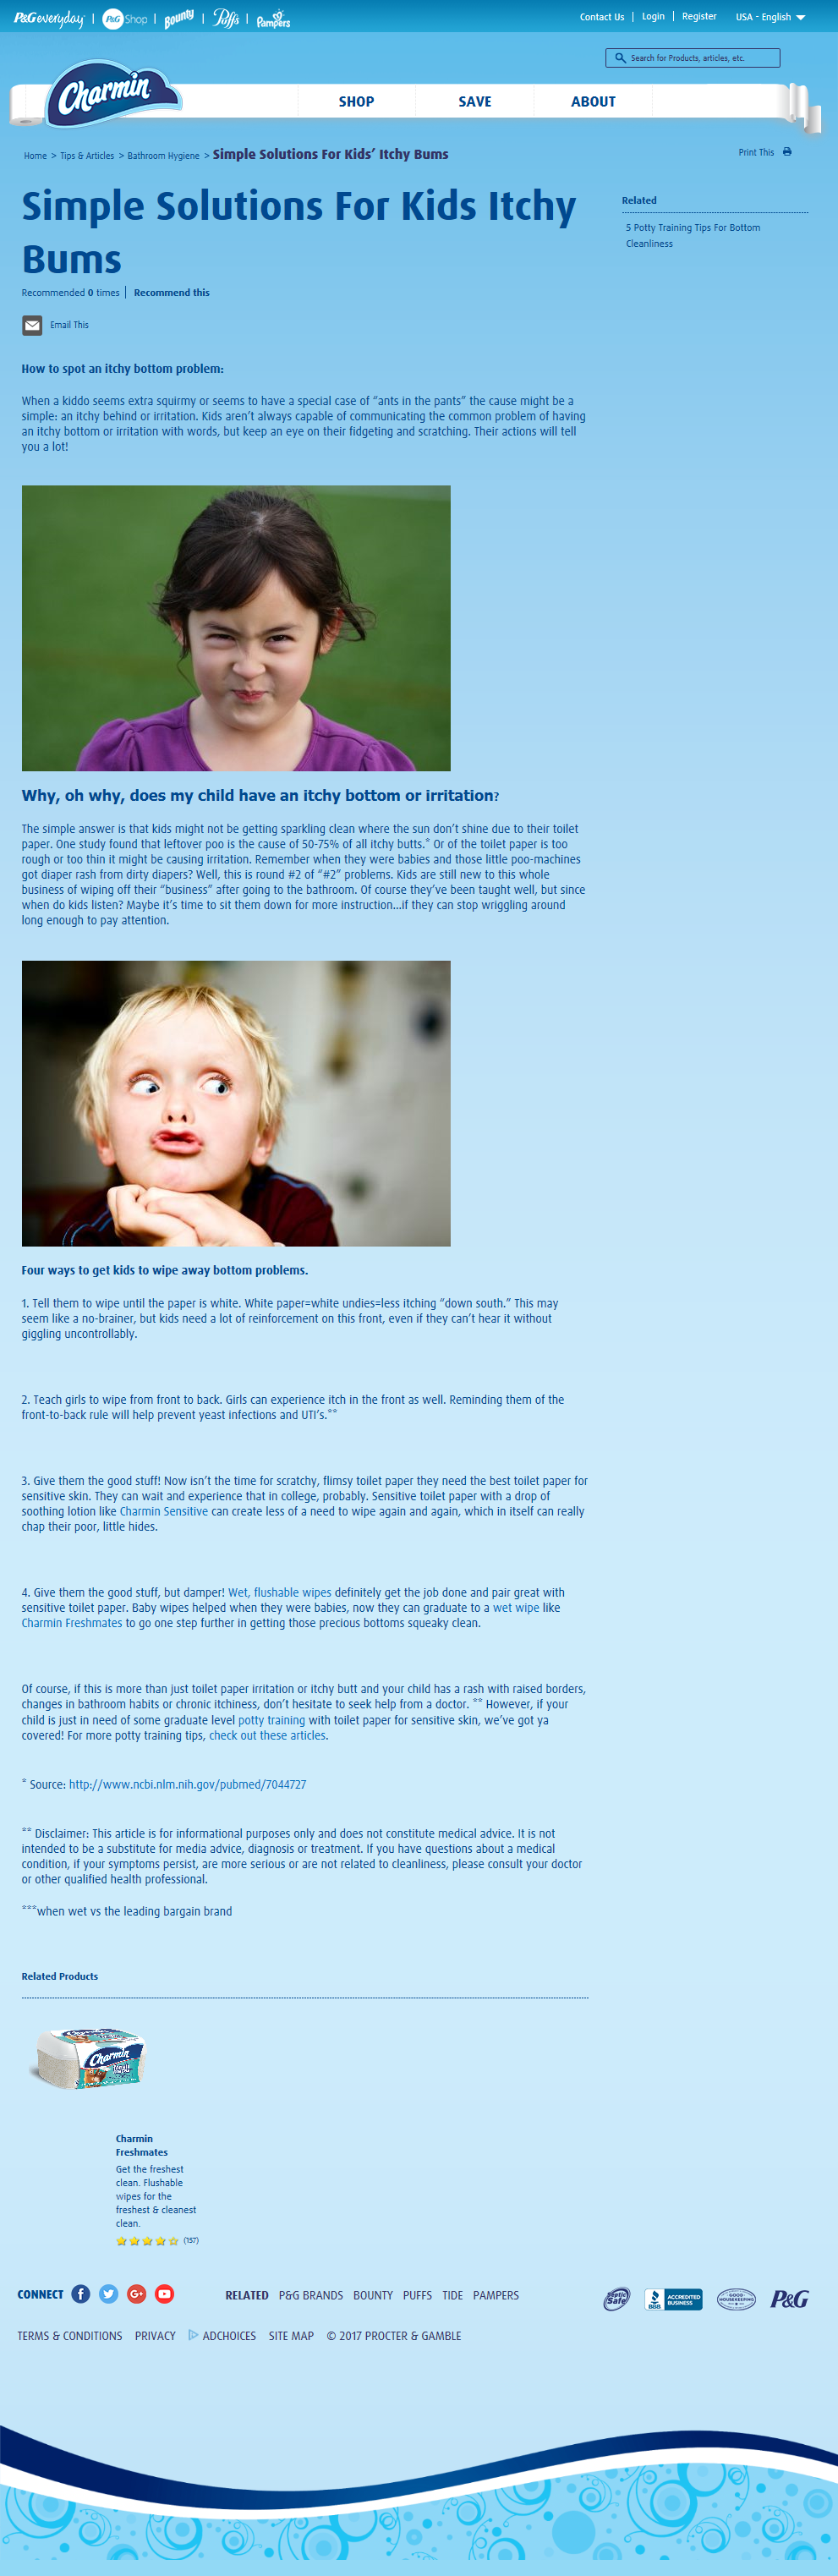 P&G everyday | P&G Shop | Bounty | Puffs | Pampers
Contact Us | Login | Register USA - English
Search for Products, articles, etc.
Charmin
SHOP SAVE ABOUT
Home > Tips & Articles > Bathroom Hygiene > Simple Solutions For Kids’ Itchy Bums
Print This
Simple Solutions For Kids Itchy
Bums
Recommended 0 times | Recommend this
Email This
Related
5 Potty Training Tips For Bottom
Cleanliness
How to spot an itchy bottom problem:
When a kiddo seems extra squirmy or seems to have a special case of “ants in the pants” the cause might be a
simple: an itchy behind or irritation. Kids aren’t always capable of communicating the common problem of having
an itchy bottom or irritation with words, but keep an eye on their fidgeting and scratching. Their actions will tell
you a lot!
Why, oh why, does my child have an itchy bottom or irritation?
The simple answer is that kids might not be getting sparkling clean where the sun don’t shine due to their toilet
paper. One study found that leftover poo is the cause of 50-75% of all itchy butts.* Or of the toilet paper is too
rough or too thin it might be causing irritation. Remember when they were babies and those little poo-machines
got diaper rash from dirty diapers? Well, this is round #2 of “#2” problems. Kids are still new to this whole
business of wiping off their “business” after going to the bathroom. Of course they’ve been taught well, but since
when do kids listen? Maybe it’s time to sit them down for more instruction...if they can stop wriggling around
long enough to pay attention.
Four ways to get kids to wipe away bottom problems.
1. Tell them to wipe until the paper is white. White paper=white undies=less itching “down south.” This may
seem like a no-brainer, but kids need a lot of reinforcement on this front, even if they can’t hear it without
giggling uncontrollably.
2. Teach girls to wipe from front to back. Girls can experience itch in the front as well. Reminding them of the
front-to-back rule will help prevent yeast infections and UTI’s.**
3. Give them the good stuff! Now isn’t the time for scratchy, flimsy toilet paper they need the best toilet paper for
sensitive skin. They can wait and experience that in college, probably. Sensitive toilet paper with a drop of
soothing lotion like Charmin Sensitive can create less of a need to wipe again and again, which in itself can really
chap their poor, little hides.
4. Give them the good stuff, but damper! Wet, flushable wipes definitely get the job done and pair great with
sensitive toilet paper. Baby wipes helped when they were babies, now they can graduate to a wet wipe like
Charmin Freshmates to go one step further in getting those precious bottoms squeaky clean.
Of course, if this is more than just toilet paper irritation or itchy butt and your child has a rash with raised borders,
changes in bathroom habits or chronic itchiness, don’t hesitate to seek help from a doctor. ** However, if your
child is just in need of some graduate level potty training with toilet paper for sensitive skin, we’ve got ya
covered! For more potty training tips, check out these articles.
* Source: http://www.ncbi.nlm.nih.gov/pubmed/7044727
** Disclaimer: This article is for informational purposes only and does not constitute medical advice. It is not
intended to be a substitute for media advice, diagnosis or treatment. If you have questions about a medical
condition, if your symptoms persist, are more serious or are not related to cleanliness, please consult your doctor
or other qualified health professional.
***when wet vs the leading bargain brand
Related Products
Charmin
Charmin
Freshmates
Get the freshest
clean. Flushable
wipes for the
freshest & cleanest
clean.
(157)
CONNECT RELATED P&G BRANDS BOUNTY PUFFS TIDE PAMPERS
Septic Safe BBB ACCREDITED BUSINESS GOOD HOUSEKEEPING P&G
TERMS & CONDITIONS PRIVACY ADCHOICES SITE MAP © 2017 PROCTER & GAMBLE